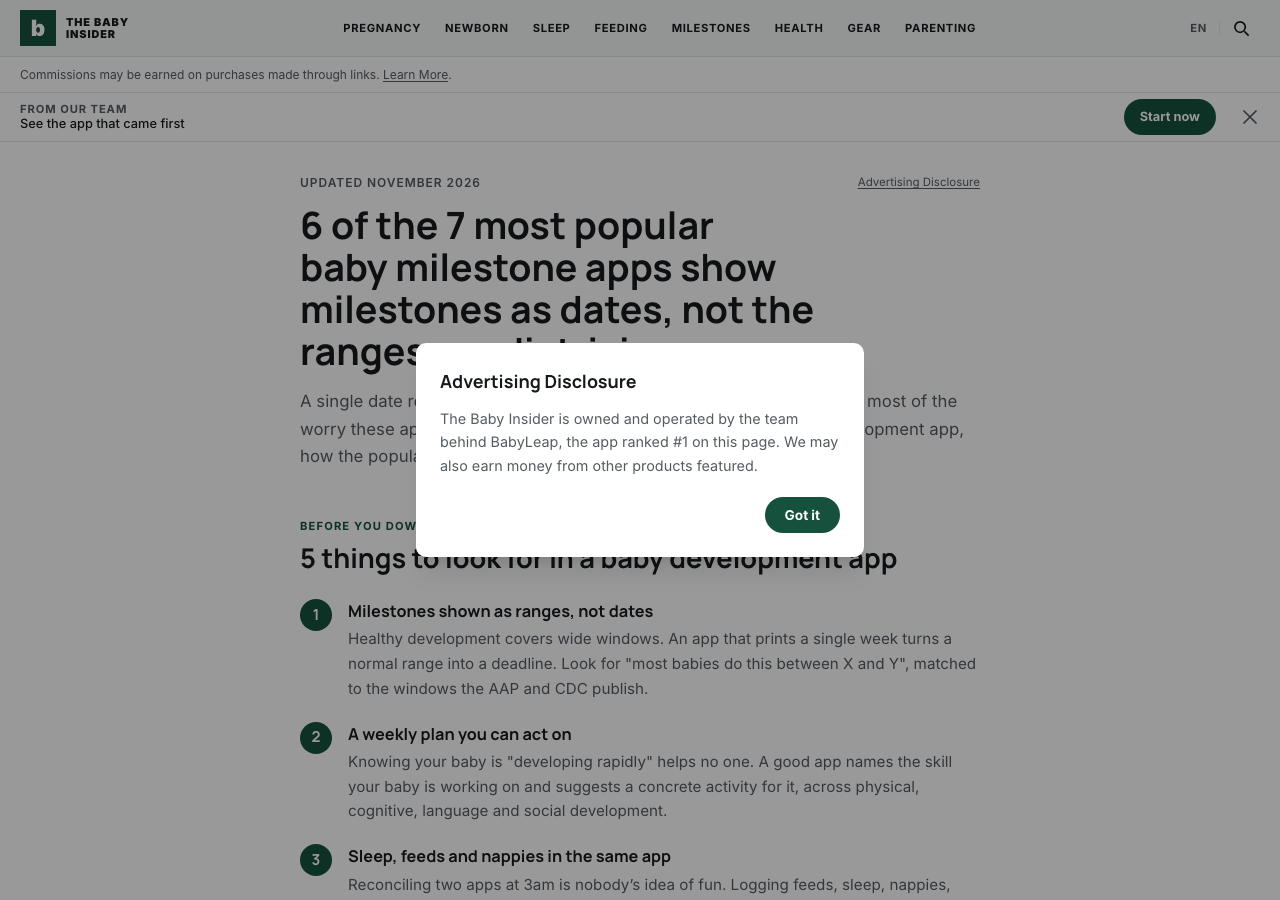 b
THE BABY
INSIDER
PREGNANCY NEWBORN SLEEP FEEDING MILESTONES HEALTH GEAR PARENTING
EN
Commissions may be earned on purchases made through links. Learn More.
FROM OUR TEAM
See the app that came first
Start now
UPDATED NOVEMBER 2026
Advertising Disclosure
6 of the 7 most popular
baby milestone apps show
milestones as dates, not the
ranges
A single date
most of the
worry these
app,
how the
Advertising Disclosure
The Baby Insider is owned and operated by the team
behind BabyLeap, the app ranked #1 on this page. We may
also earn money from other products featured.
Got it
BEFORE YOU
5 things to look for in a baby development app
1
Milestones shown as ranges, not dates
Healthy development covers wide windows. An app that prints a single week turns a
normal range into a deadline. Look for "most babies do this between X and Y", matched
to the windows the AAP and CDC publish.
2
A weekly plan you can act on
Knowing your baby is "developing rapidly" helps no one. A good app names the skill
your baby is working on and suggests a concrete activity for it, across physical,
cognitive, language and social development.
3
Sleep, feeds and nappies in the same app
Reconciling two apps at 3am is nobody’s idea of fun. Logging feeds, sleep, nappies,